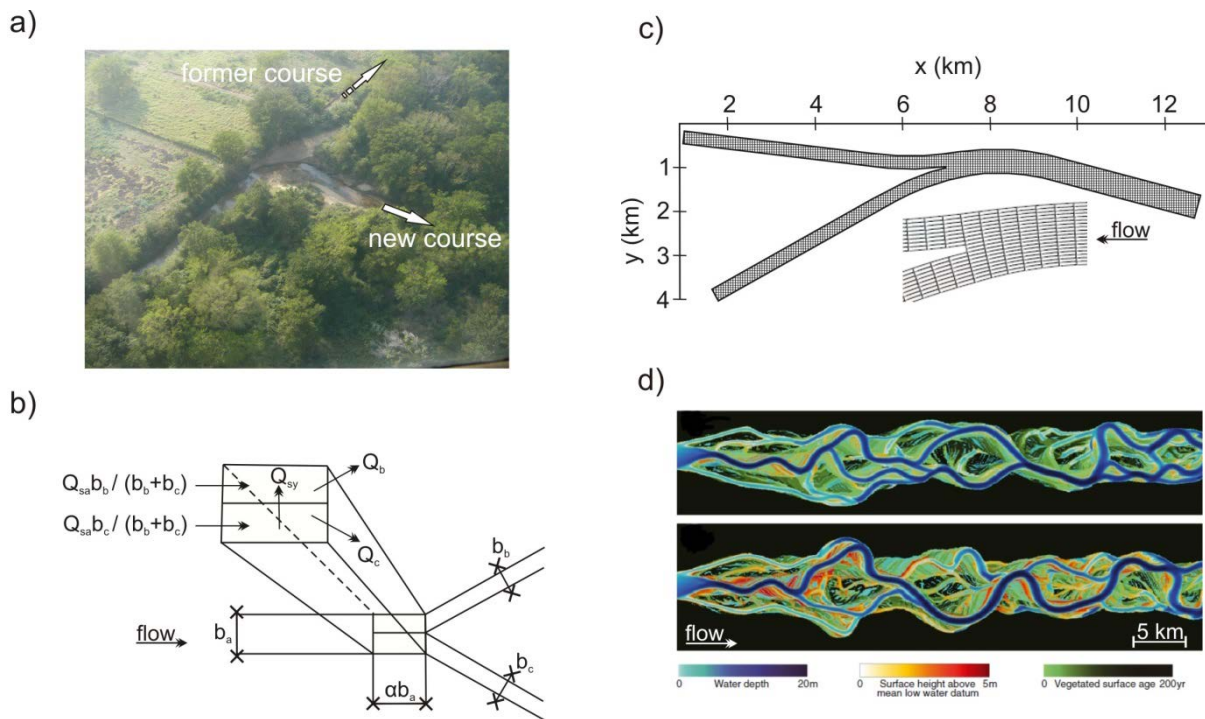 a)
former course
new course
b)
Q_sa b_b / (b_b+b_c)
Q_sa b_c / (b_b+b_c)
Q_sy
Q_b
Q_c
flow
b_a
αb_a
b_b
b_c
c)
x (km)
2 4 6 8 10 12
y (km)
1
2
3
4
flow
d)
flow
5 km
0 Water depth 20m
0 Surface height above mean low water datum 5m
0 Vegetated surface age 200yr